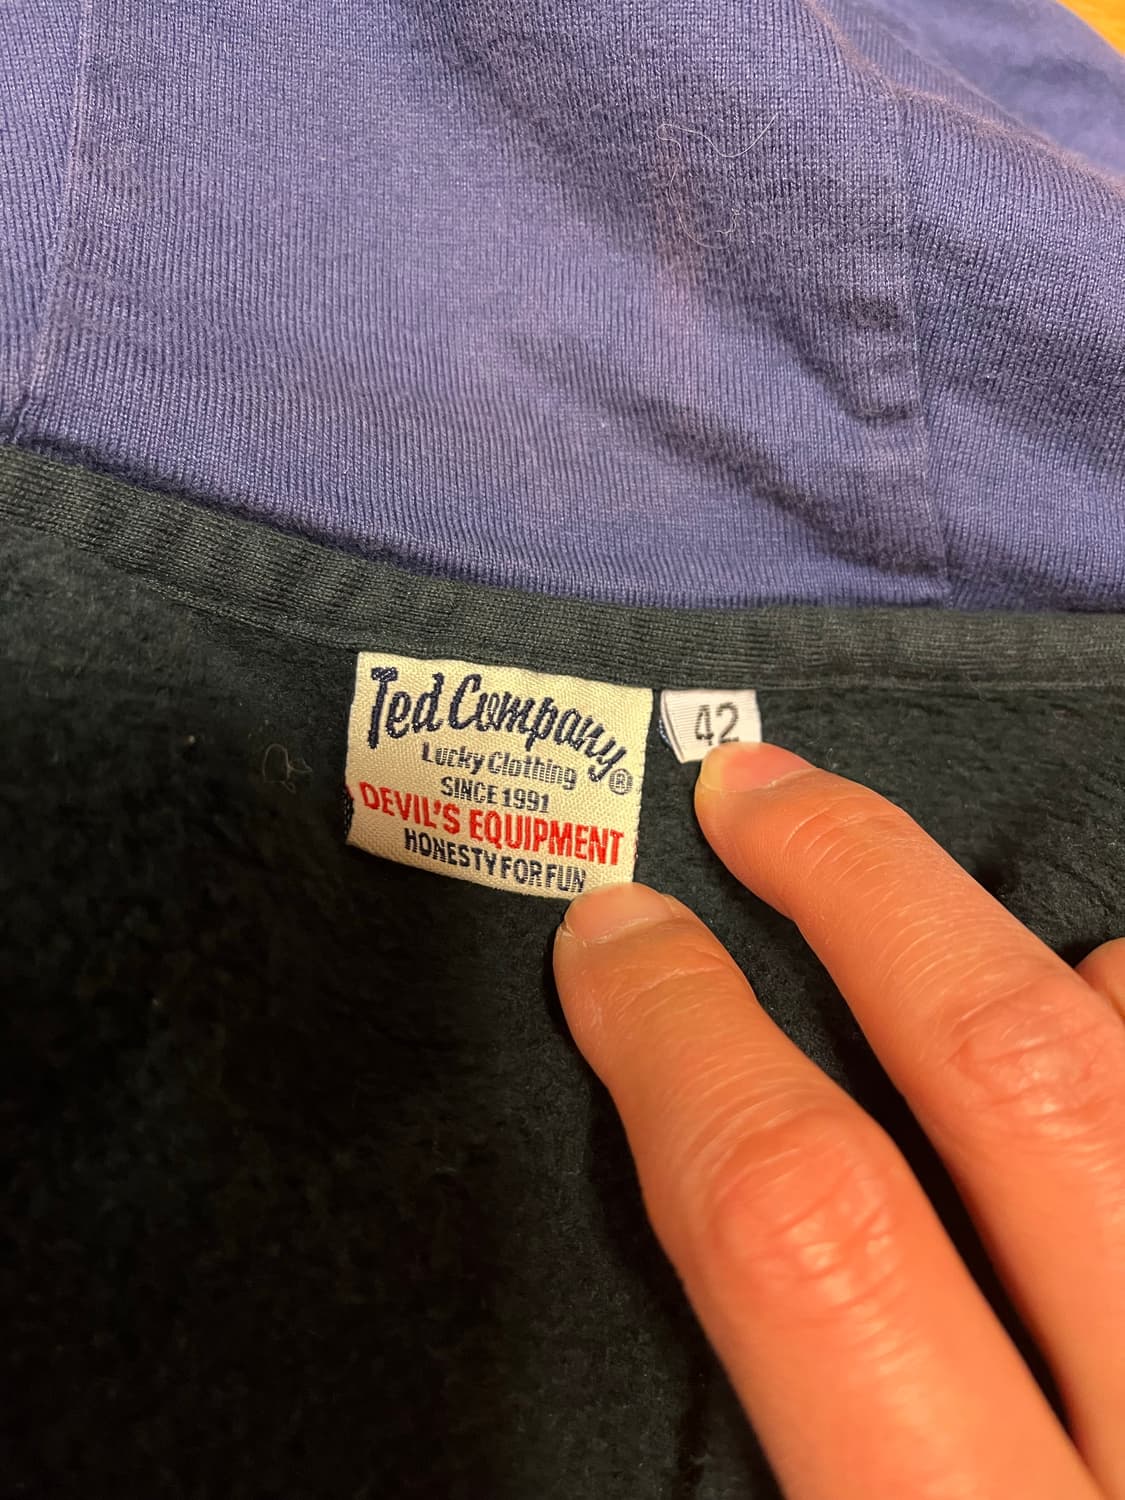 Ted Company
Lucky Clothing ®
SINCE 1991
DEVIL'S EQUIPMENT
HONESTY FOR FUN
42